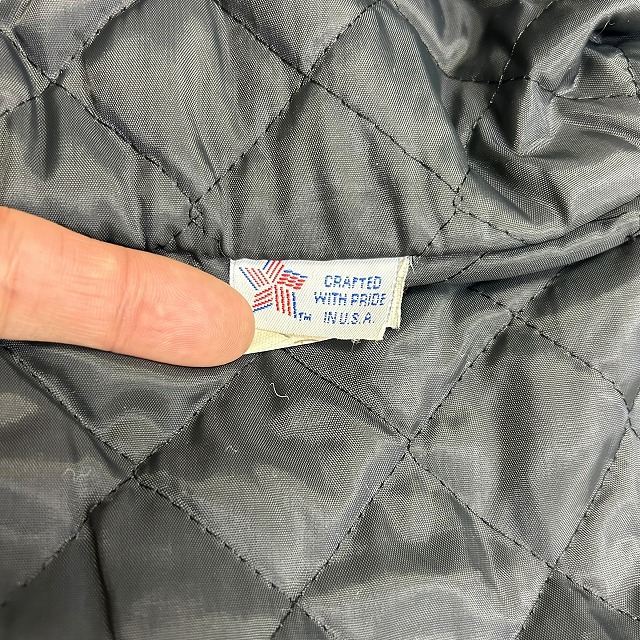 CRAFTED
WITH PRIDE
IN U.S.A.
TM